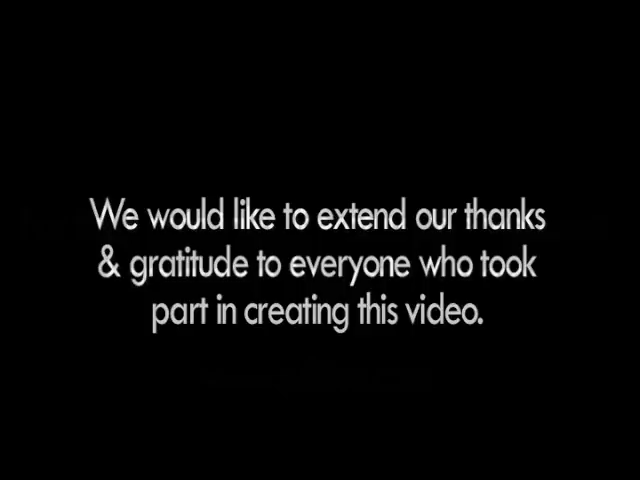 We would like to extend our thanks
& gratitude to everyone who took
part in creating this video.